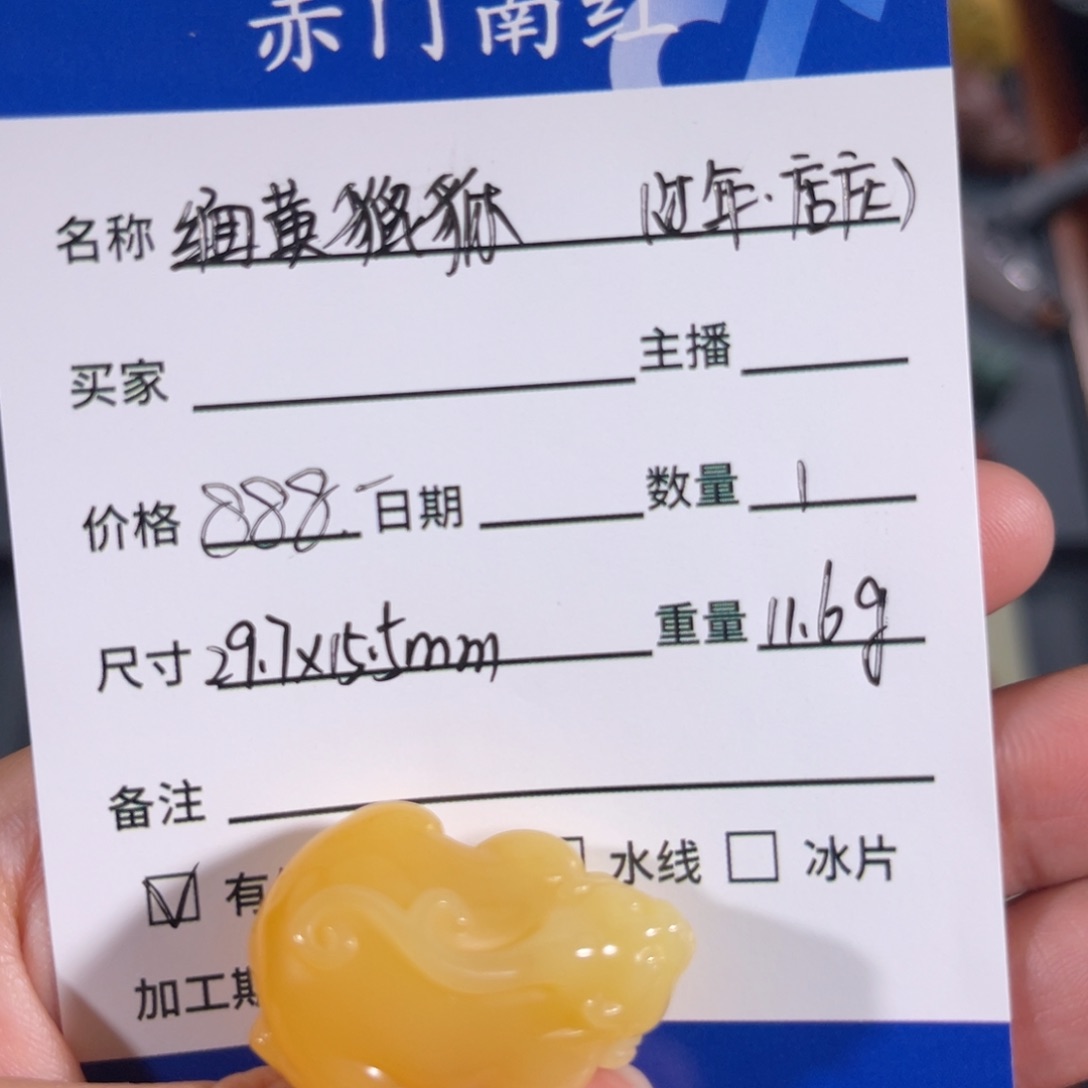 赤门南红
名称 缅黄貔貅 (过年·店庆)
买家 主播
价格 888.- 日期 数量 1
尺寸 29.7x15.5mm 重量 11.6g
备注
有 水线 冰片
加工期